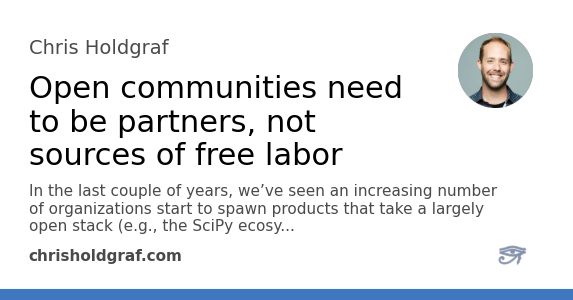 Chris Holdgraf
Open communities need
to be partners, not
sources of free labor
In the last couple of years, we’ve seen an increasing number
of organizations start to spawn products that take a largely
open stack (e.g., the SciPy ecosy...
chrisholdgraf.com